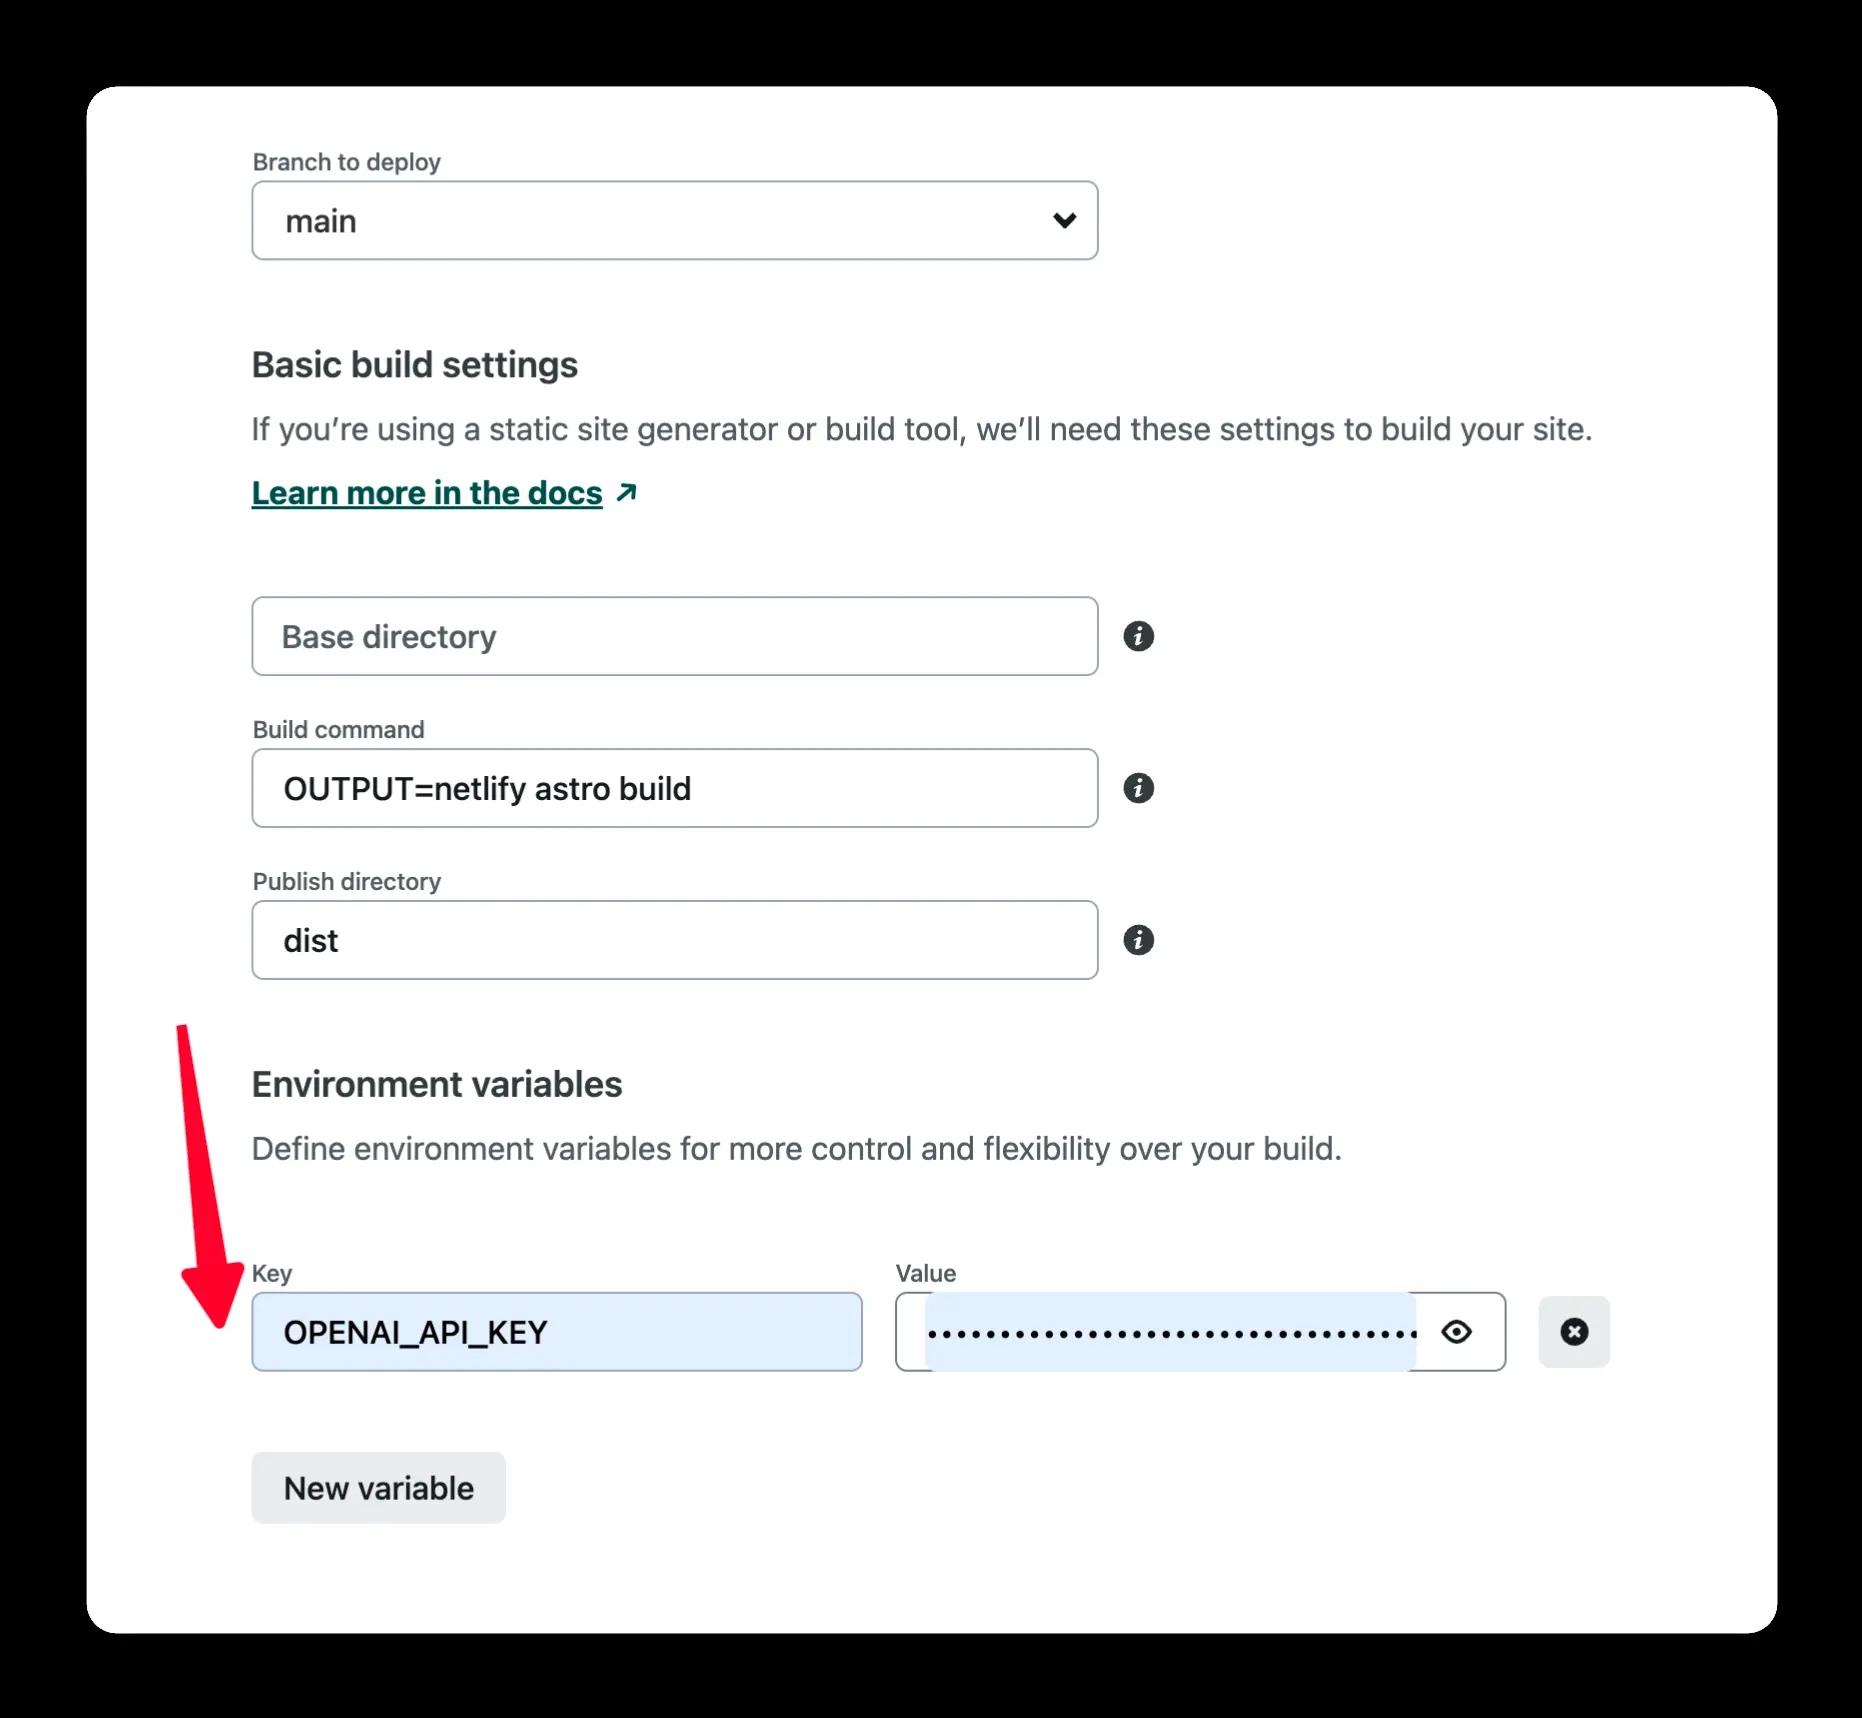 Branch to deploy
main
Basic build settings
If you’re using a static site generator or build tool, we’ll need these settings to build your site.
Learn more in the docs
Base directory
Build command
OUTPUT=netlify astro build
Publish directory
dist
Environment variables
Define environment variables for more control and flexibility over your build.
Key
Value
OPENAI_API_KEY
New variable